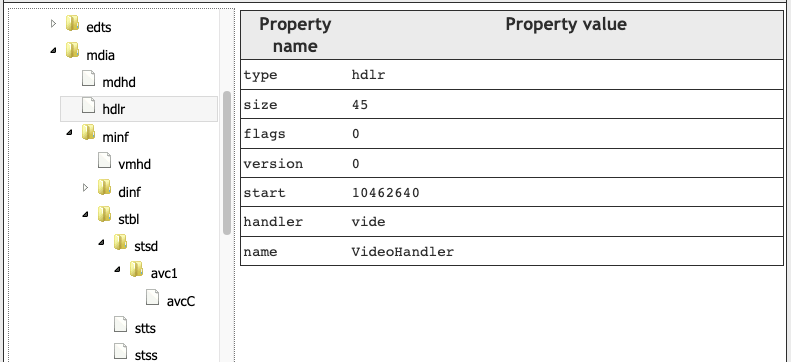 edts
mdia
mdhd
hdlr
minf
vmhd
dinf
stbl
stsd
avc1
avcC
stts
stss
Property name Property value
type hdlr
size 45
flags 0
version 0
start 10462640
handler vide
name VideoHandler